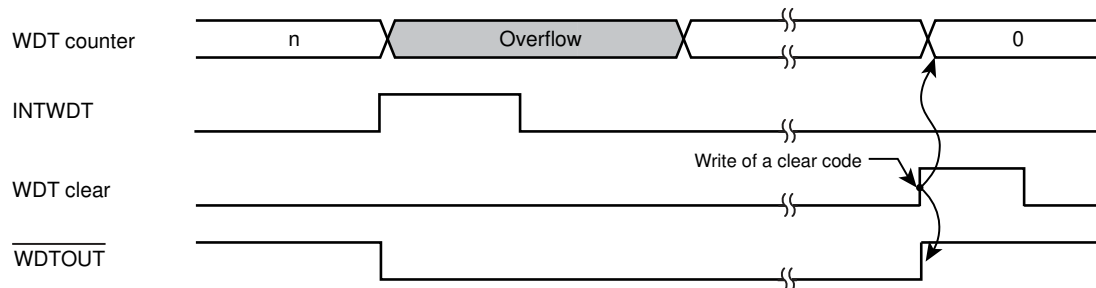 WDT counter
n
Overflow
0
INTWDT
Write of a clear code
WDT clear
WDTOUT